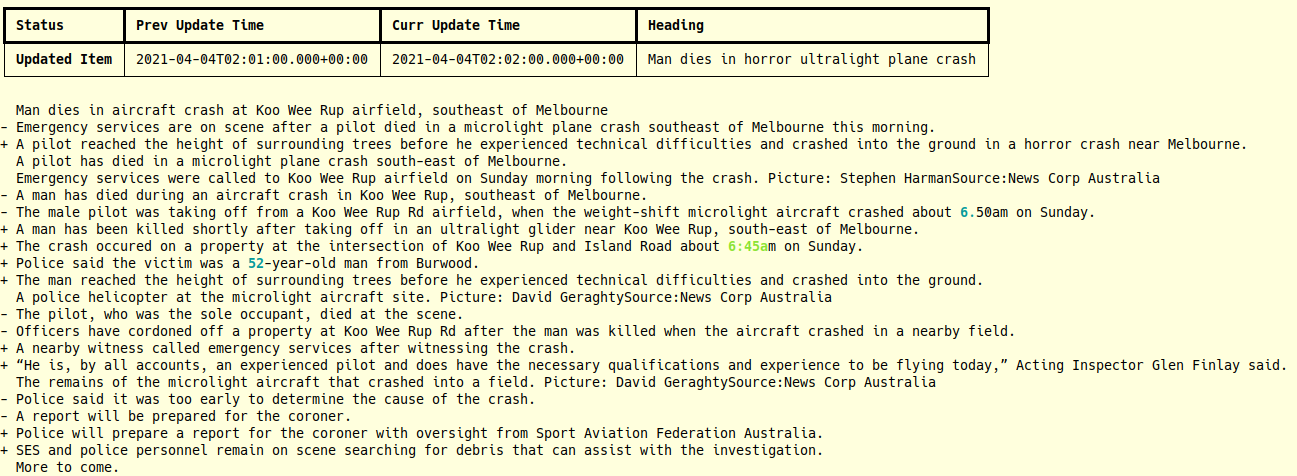 Status Prev Update Time Curr Update Time Heading
Updated Item 2021-04-04T02:01:00.000+00:00 2021-04-04T02:02:00.000+00:00 Man dies in horror ultralight plane crash
Man dies in aircraft crash at Koo Wee Rup airfield, southeast of Melbourne
- Emergency services are on scene after a pilot died in a microlight plane crash southeast of Melbourne this morning.
+ A pilot reached the height of surrounding trees before he experienced technical difficulties and crashed into the ground in a horror crash near Melbourne.
A pilot has died in a microlight plane crash south-east of Melbourne.
Emergency services were called to Koo Wee Rup airfield on Sunday morning following the crash. Picture: Stephen HarmanSource:News Corp Australia
- A man has died during an aircraft crash in Koo Wee Rup, southeast of Melbourne.
- The male pilot was taking off from a Koo Wee Rup Rd airfield, when the weight-shift microlight aircraft crashed about 6.50am on Sunday.
+ A man has been killed shortly after taking off in an ultralight glider near Koo Wee Rup, south-east of Melbourne.
+ The crash occured on a property at the intersection of Koo Wee Rup and Island Road about 6:45am on Sunday.
+ Police said the victim was a 52-year-old man from Burwood.
+ The man reached the height of surrounding trees before he experienced technical difficulties and crashed into the ground.
A police helicopter at the microlight aircraft site. Picture: David GeraghtySource:News Corp Australia
- The pilot, who was the sole occupant, died at the scene.
- Officers have cordoned off a property at Koo Wee Rup Rd after the man was killed when the aircraft crashed in a nearby field.
+ A nearby witness called emergency services after witnessing the crash.
+ “He is, by all accounts, an experienced pilot and does have the necessary qualifications and experience to be flying today,” Acting Inspector Glen Finlay said.
The remains of the microlight aircraft that crashed into a field. Picture: David GeraghtySource:News Corp Australia
- Police said it was too early to determine the cause of the crash.
- A report will be prepared for the coroner.
+ Police will prepare a report for the coroner with oversight from Sport Aviation Federation Australia.
+ SES and police personnel remain on scene searching for debris that can assist with the investigation.
More to come.